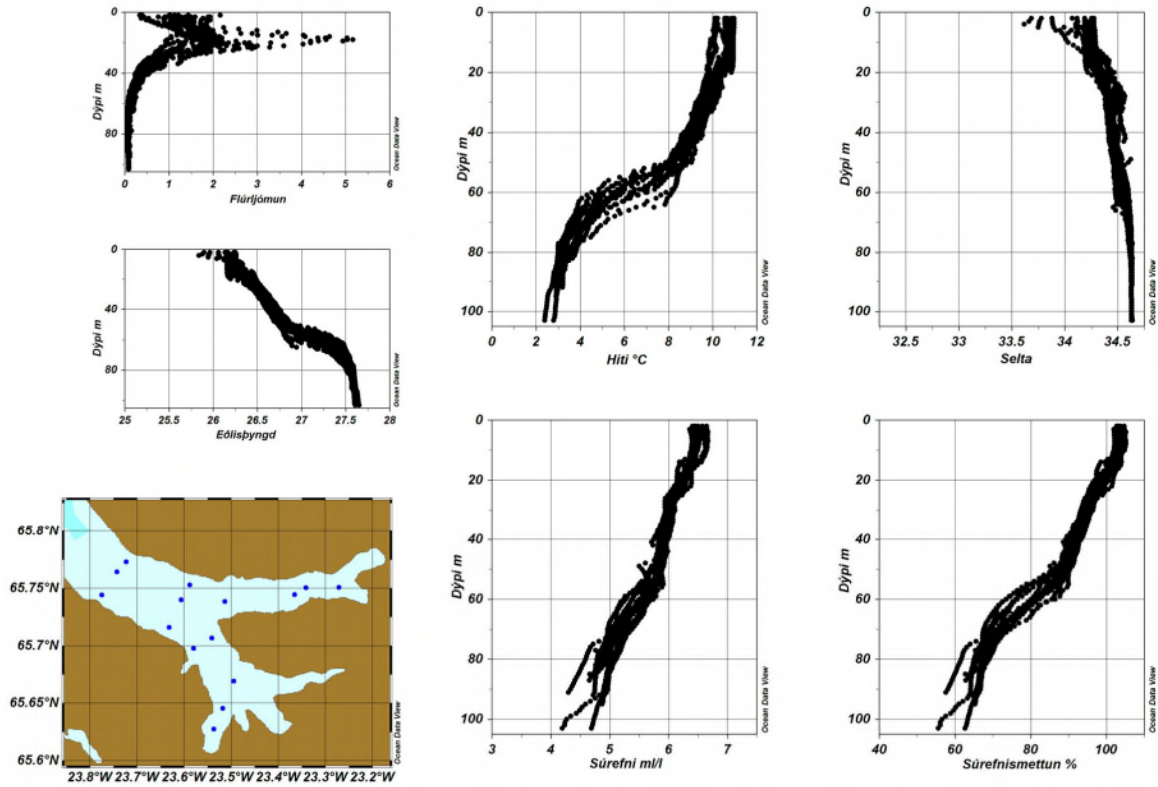 0
40
80
Dýpi m
0 1 2 3 4 5 6
Flúrljómun
Ocean Data View
0
20
40
60
80
100
Dýpi m
0 2 4 6 8 10 12
Hiti °C
Ocean Data View
0
20
40
60
80
100
Dýpi m
32.5 33 33.5 34 34.5
Selta
Ocean Data View
0
40
80
Dýpi m
25 25.5 26 26.5 27 27.5 28
Eðlisþyngd
Ocean Data View
65.8°N
65.75°N
65.7°N
65.65°N
65.6°N
23.8°W 23.7°W 23.6°W 23.5°W 23.4°W 23.3°W 23.2°W
Ocean Data View
0
20
40
60
80
100
Dýpi m
3 4 5 6 7
Súrefni ml/l
Ocean Data View
0
20
40
60
80
100
Dýpi m
40 60 80 100
Súrefnismettun %
Ocean Data View